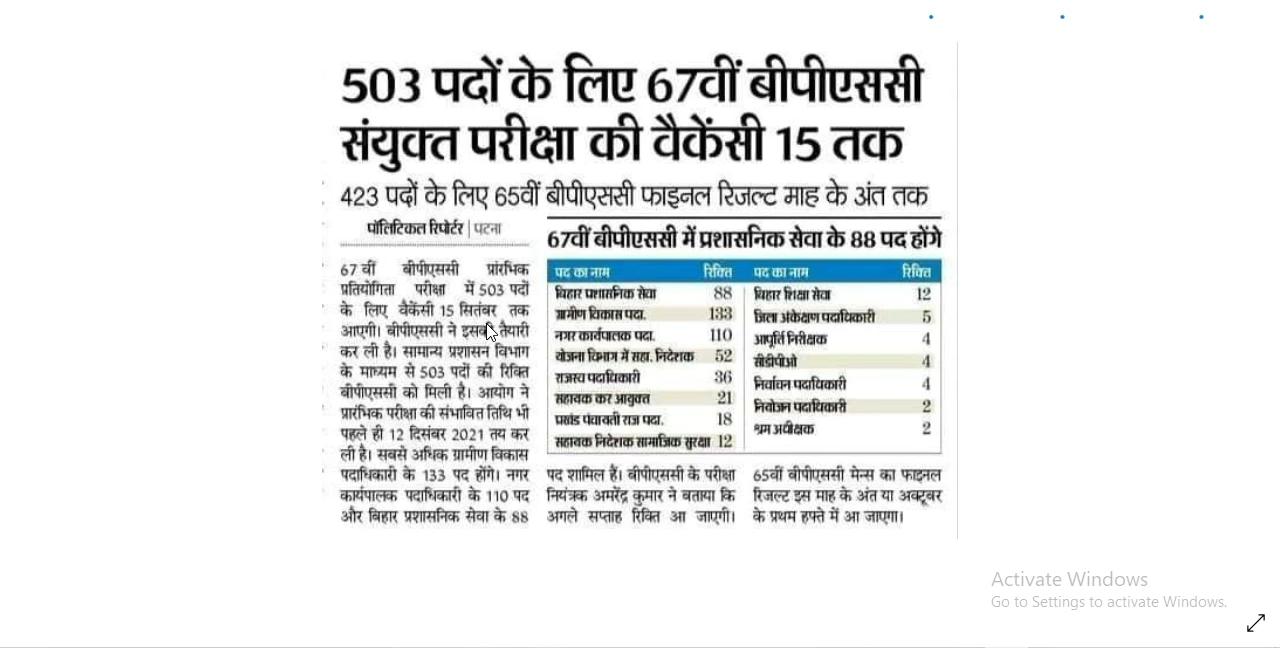 503 पदों के लिए 67वीं बीपीएससी
संयुक्त परीक्षा की वैकेंसी 15 तक
423 पदों के लिए 65वीं बीपीएससी फाइनल रिजल्ट माह के अंत तक
पॉलिटिकल रिपोर्टर | पटना
67 वीं बीपीएससी प्रांरभिक
प्रतियोगिता परीक्षा में 503 पदों
के लिए वैकेंसी 15 सितंबर तक
आएगी। बीपीएससी ने इसकी तैयारी
कर ली है। सामान्य प्रशासन विभाग
के माध्यम से 503 पदों की रिक्ति
बीपीएससी को मिली है। आयोग ने
प्रारंभिक परीक्षा की संभावित तिथि भी
पहले ही 12 दिसंबर 2021 तय कर
ली है। सबसे अधिक ग्रामीण विकास
पदाधिकारी के 133 पद होंगे। नगर
कार्यपालक पदाधिकारी के 110 पद
और बिहार प्रशासनिक सेवा के 88
67वीं बीपीएससी में प्रशासनिक सेवा के 88 पद होंगे
पद का नाम रिक्ति पद का नाम रिक्ति
बिहार प्रशासनिक सेवा 88 बिहार शिक्षा सेवा 12
ग्रामीण विकास पदा. 133 जिला अंकेक्षण पदाधिकारी 5
नगर कार्यपालक पदा. 110 आपूर्ति निरीक्षक 4
योजना विभाग में सहा. निदेशक 52 सीडीपीओ 4
राजस्व पदाधिकारी 36 निर्वाचन पदाधिकारी 4
सहायक कर आयुक्त 21 नियोजन पदाधिकारी 2
प्रखंड पंचायती राज पदा. 18 श्रम अधीक्षक 2
सहायक निदेशक सामाजिक सुरक्षा 12
पद शामिल हैं। बीपीएससी के परीक्षा
नियंत्रक अमरेंद्र कुमार ने बताया कि
अगले सप्ताह रिक्ति आ जाएगी।
65वीं बीपीएससी मेन्स का फाइनल
रिजल्ट इस माह के अंत या अक्टूबर
के प्रथम हफ्ते में आ जाएगा।
Activate Windows
Go to Settings to activate Windows.